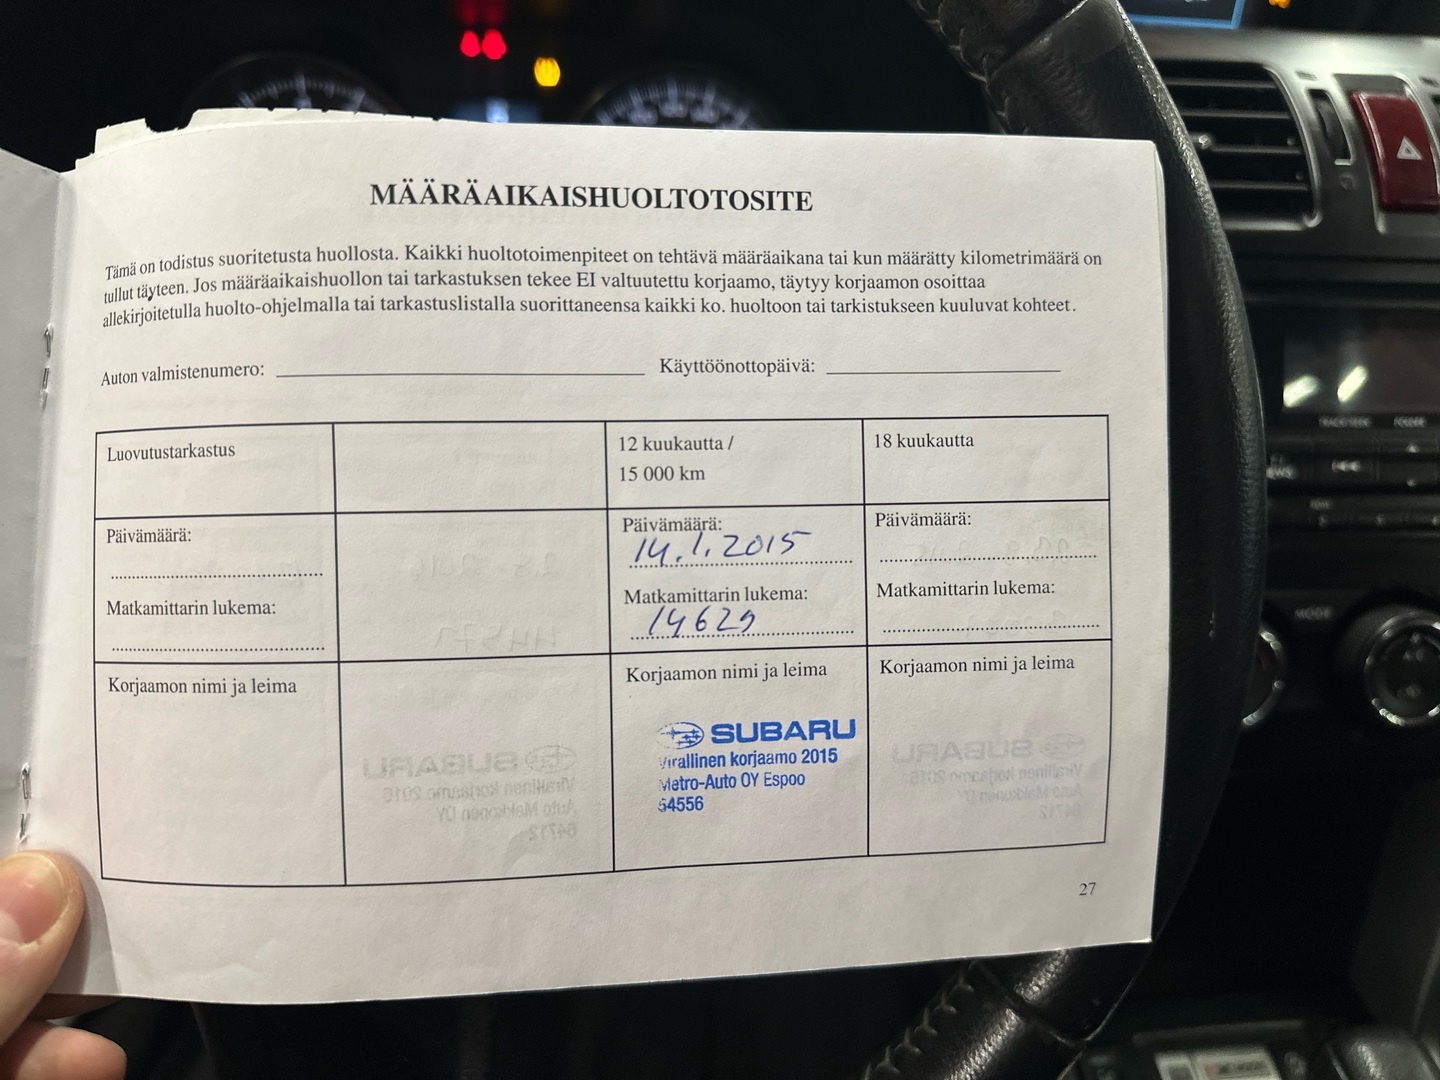 MÄÄRÄAIKAISHUOLTOTOSITE
Tämä on todistus suoritetusta huollosta. Kaikki huoltotoimenpiteet on tehtävä määräaikana tai kun määrätty kilometrimäärä on
tullut täyteen. Jos määräaikaishuollon tai tarkastuksen tekee EI valtuutettu korjaamo, täytyy korjaamon osoittaa
allekirjoitetulla huolto-ohjelmalla tai tarkastuslistalla suorittaneensa kaikki ko. huoltoon tai tarkistukseen kuuluvat kohteet.
Auton valmistenumero: Käyttöönottopäivä:
Luovutustarkastus
12 kuukautta /
15 000 km
18 kuukautta
Päivämäärä:
Päivämäärä:
14.1.2015
Päivämäärä:
Matkamittarin lukema:
Matkamittarin lukema:
14629
Matkamittarin lukema:
Korjaamon nimi ja leima
Korjaamon nimi ja leima
SUBARU
Virallinen korjaamo 2015
Metro-Auto OY Espoo
64556
Korjaamon nimi ja leima
27
MODE